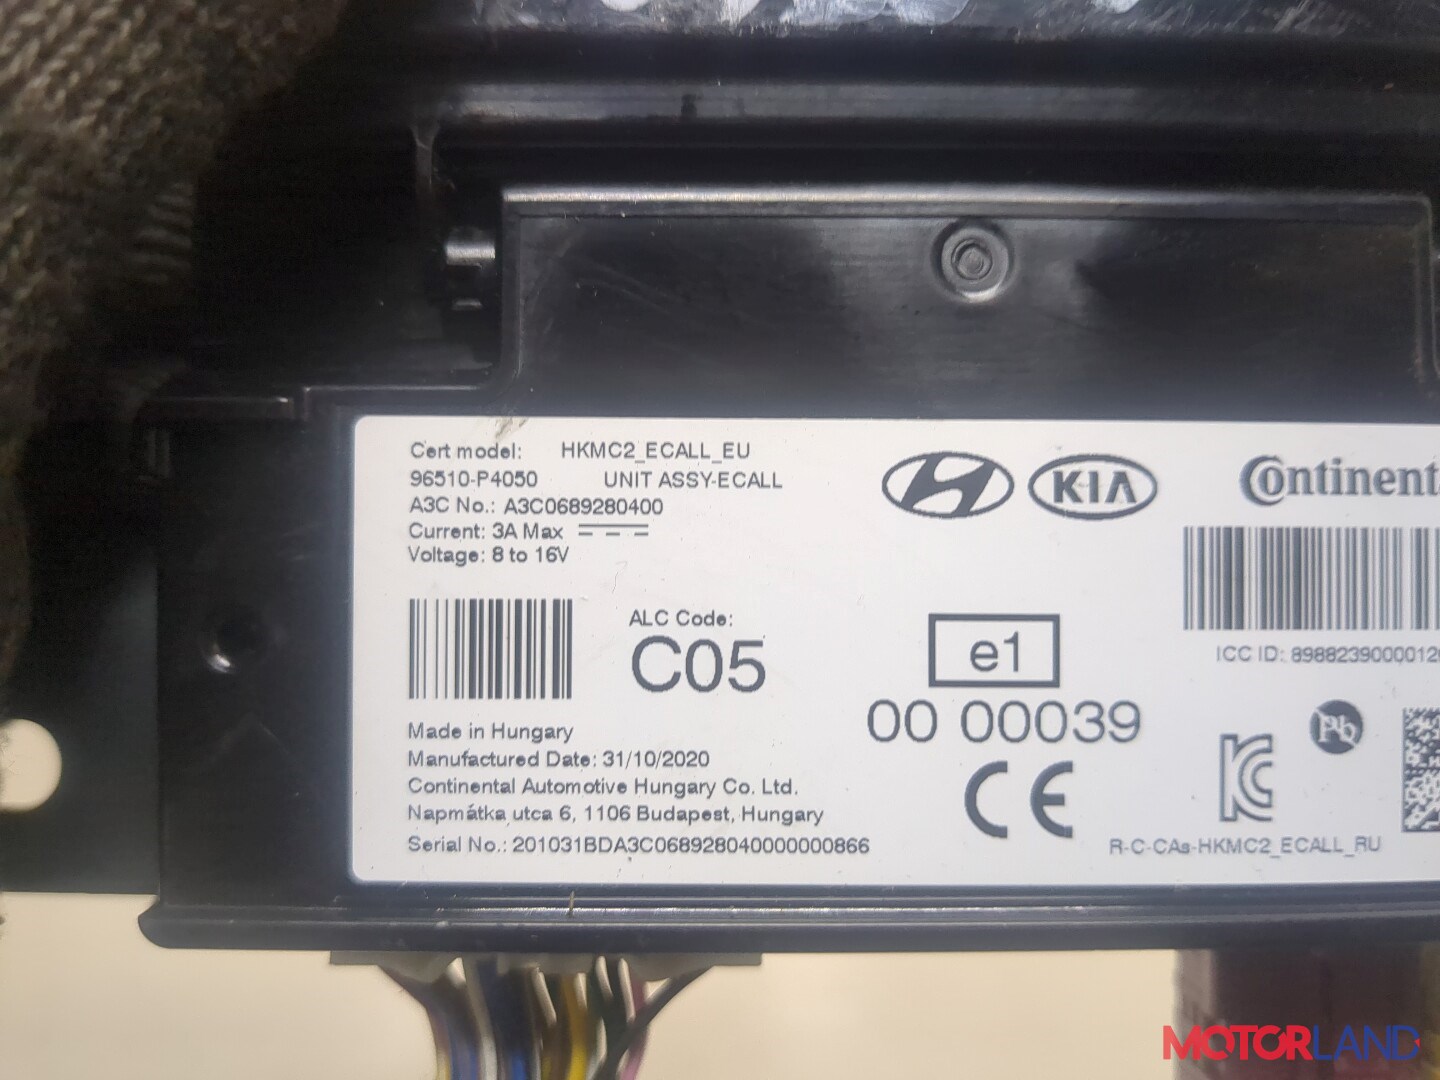 Cert model: HKMC2_ECALL_EU
96510-P4050 UNIT ASSY-ECALL
A3C No.: A3C0689280400
Current: 3A Max
Voltage: 8 to 16V
KIA
Continent
ALC Code:
C05
e1
00 00039
ICC ID: 898823900001
Pb
Made in Hungary
Manufactured Date: 31/10/2020
Continental Automotive Hungary Co. Ltd.
Napmátka utca 6, 1106 Budapest, Hungary
Serial No.: 201031BDA3C0689280400000000866
CE
R-C-CAs-HKMC2_ECALL_RU
MOTORLAND